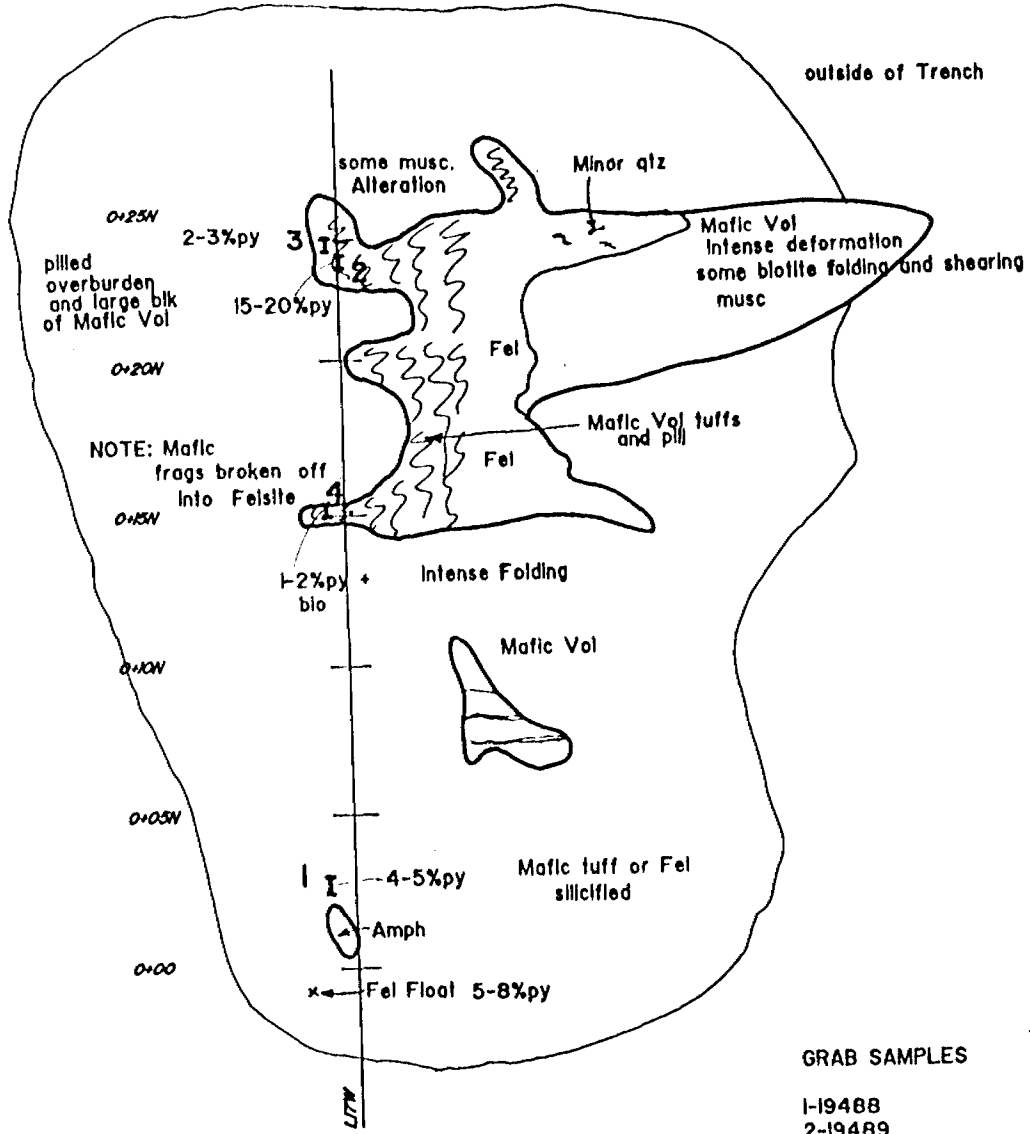 outside of Trench
some musc.
Alteration
Minor qtz
0+25N
2-3%py
3
2
15-20%py
Mafic Vol
Intense deformation
some biotite folding and shearing
musc
pilled
overburden
and large blk
of Mafic Vol
0+20N
Fel
Mafic Vol tuffs
and pill
Fel
NOTE: Mafic
frags broken off
into Felsite
4
0+15N
1-2%py
bio
Intense Folding
0+10N
Mafic Vol
0+05N
1
4-5%py
Mafic tuff or Fel
silicified
Amph
0+00
Fel Float 5-8%py
GRAB SAMPLES
1-19488
2-19489